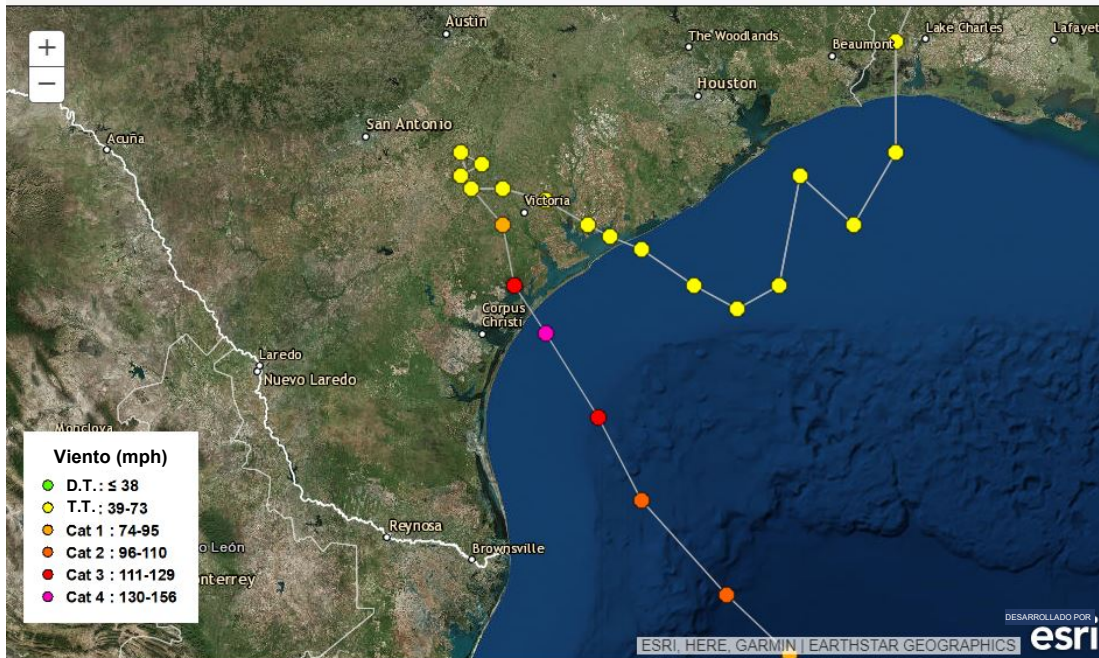 +
−
Austin
The Woodlands
Lake Charles
Lafayet
Beaumont
Houston
San Antonio
Acuña
Victoria
Corpus
Christi
Laredo
Nuevo Laredo
Monclova
Viento (mph)
D.T.: ≤ 38
T.T.: 39-73
Cat 1 : 74-95
Cat 2 : 96-110
Cat 3 : 111-129
Cat 4 : 130-156
Reynosa
Brownsville
o León
onterrey
DESARROLLADO POR
esri
ESRI, HERE, GARMIN | EARTHSTAR GEOGRAPHICS